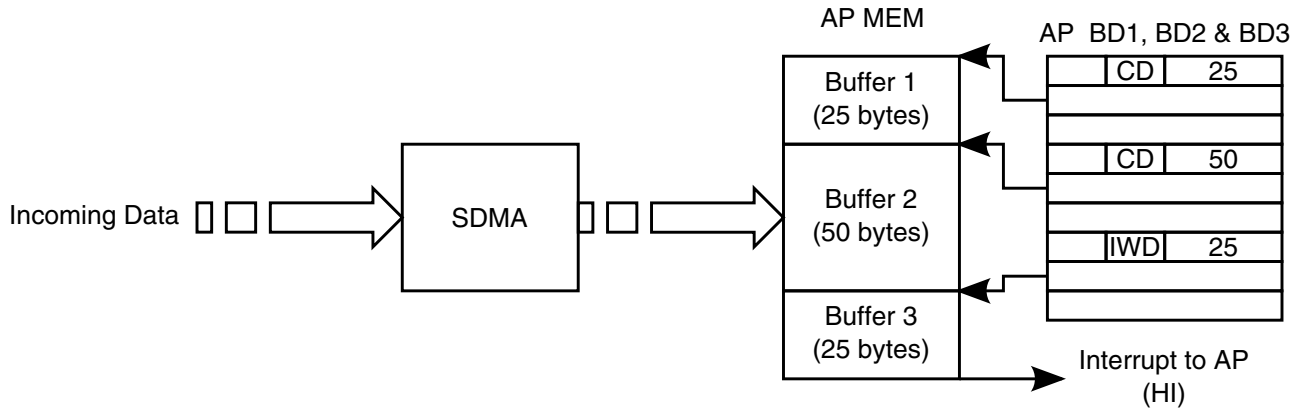 AP MEM
AP BD1, BD2 & BD3
Buffer 1
(25 bytes)
CD 25
CD 50
Incoming Data
SDMA
Buffer 2
(50 bytes)
IWD 25
Buffer 3
(25 bytes)
Interrupt to AP
(HI)